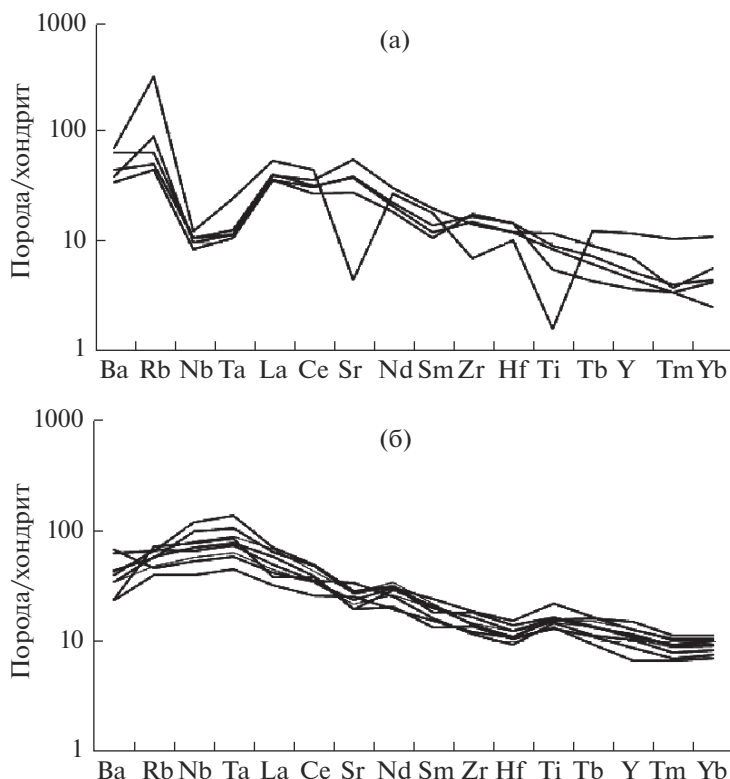 1000
(а)
100
10
1
Порода/хондрит
Ba Rb Nb Ta La Ce Sr Nd Sm Zr Hf Ti Tb Y Tm Yb
1000
(б)
100
10
1
Порода/хондрит
Ba Rb Nb Ta La Ce Sr Nd Sm Zr Hf Ti Tb Y Tm Yb